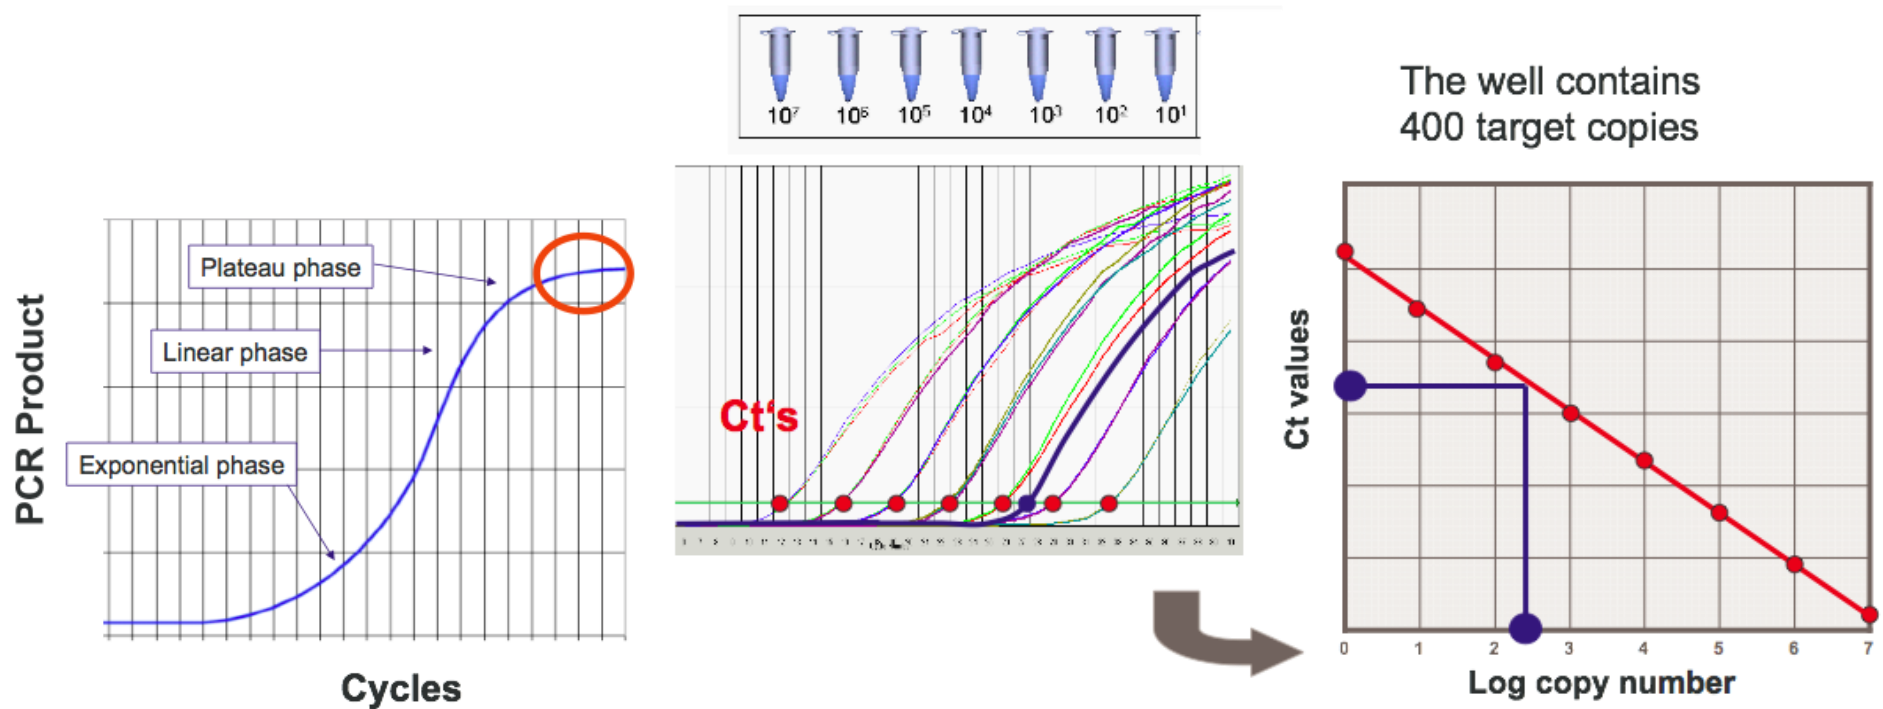 PCR Product
Plateau phase
Linear phase
Exponential phase
Cycles
10⁷ 10⁶ 10⁵ 10⁴ 10³ 10² 10¹
Ct's
The well contains
400 target copies
Ct values
0 1 2 3 4 5 6 7
Log copy number